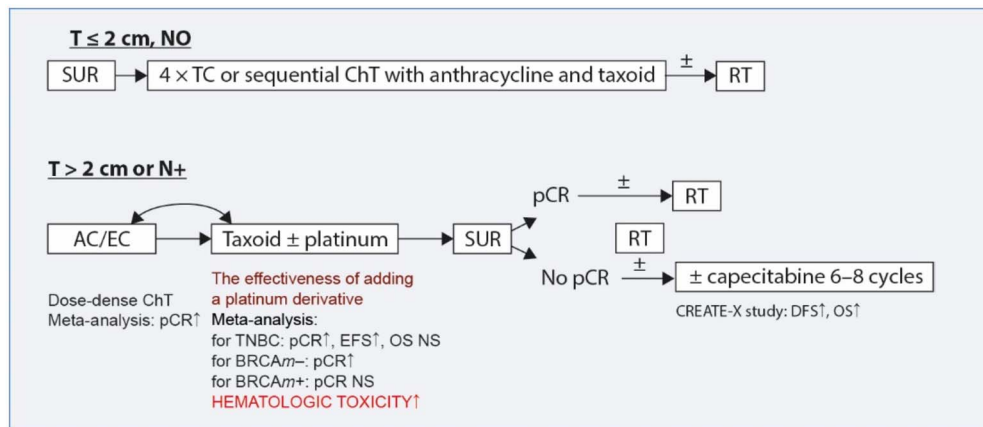 T ≤ 2 cm, NO
SUR
4 × TC or sequential ChT with anthracycline and taxoid
±
RT
T > 2 cm or N+
AC/EC
Taxoid ± platinum
SUR
pCR
±
RT
RT
No pCR
±
± capecitabine 6–8 cycles
CREATE-X study: DFS↑, OS↑
Dose-dense ChT
Meta-analysis: pCR↑
The effectiveness of adding
a platinum derivative
Meta-analysis:
for TNBC: pCR↑, EFS↑, OS NS
for BRCAm–: pCR↑
for BRCAm+: pCR NS
HEMATOLOGIC TOXICITY↑